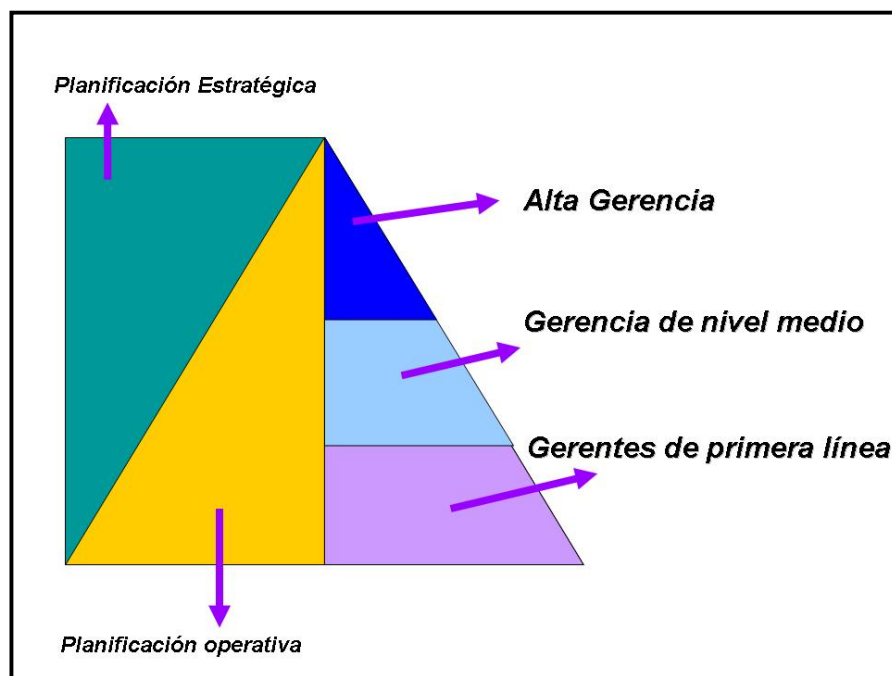 Planificación Estratégica
Alta Gerencia
Gerencia de nivel medio
Gerentes de primera línea
Planificación operativa